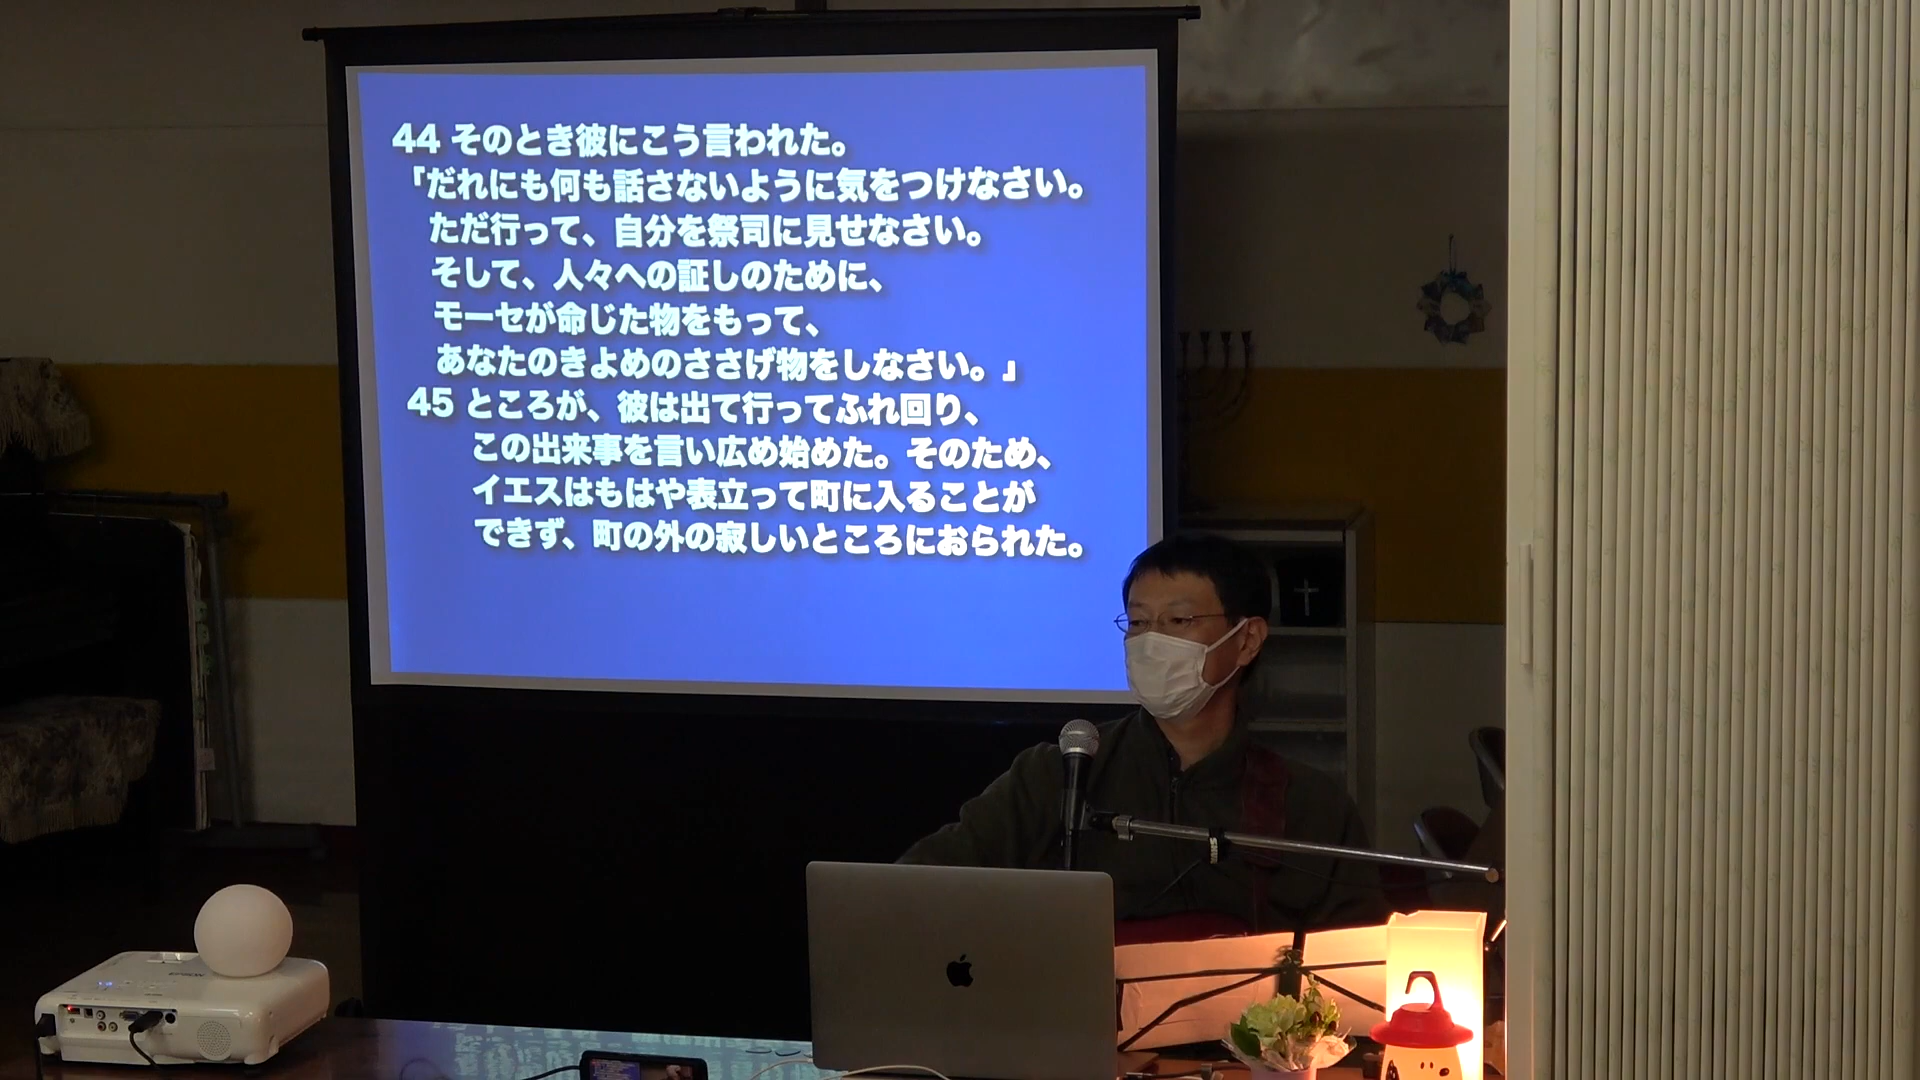 44 そのとき彼にこう言われた。
「だれにも何も話さないように気をつけなさい。
ただ行って、自分を祭司に見せなさい。
そして、人々への証しのために、
モーセが命じた物をもって、
あなたのきよめのささげ物をしなさい。」
45 ところが、彼は出て行ってふれ回り、
この出来事を言い広め始めた。そのため、
イエスはもはや表立って町に入ることが
できず、町の外の寂しいところにおられた。
EPSON